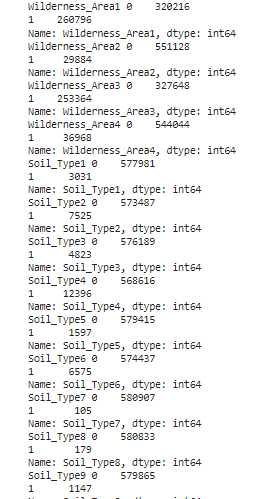 Wilderness_Area1 0    320216
1    260796
Name: Wilderness_Area1, dtype: int64
Wilderness_Area2 0    551128
1     29884
Name: Wilderness_Area2, dtype: int64
Wilderness_Area3 0    327648
1    253364
Name: Wilderness_Area3, dtype: int64
Wilderness_Area4 0    544044
1     36968
Name: Wilderness_Area4, dtype: int64
Soil_Type1 0    577981
1      3031
Name: Soil_Type1, dtype: int64
Soil_Type2 0    573487
1      7525
Name: Soil_Type2, dtype: int64
Soil_Type3 0    576189
1      4823
Name: Soil_Type3, dtype: int64
Soil_Type4 0    568616
1     12396
Name: Soil_Type4, dtype: int64
Soil_Type5 0    579415
1      1597
Name: Soil_Type5, dtype: int64
Soil_Type6 0    574437
1      6575
Name: Soil_Type6, dtype: int64
Soil_Type7 0    580907
1       105
Name: Soil_Type7, dtype: int64
Soil_Type8 0    580833
1       179
Name: Soil_Type8, dtype: int64
Soil_Type9 0    579865
1      1147